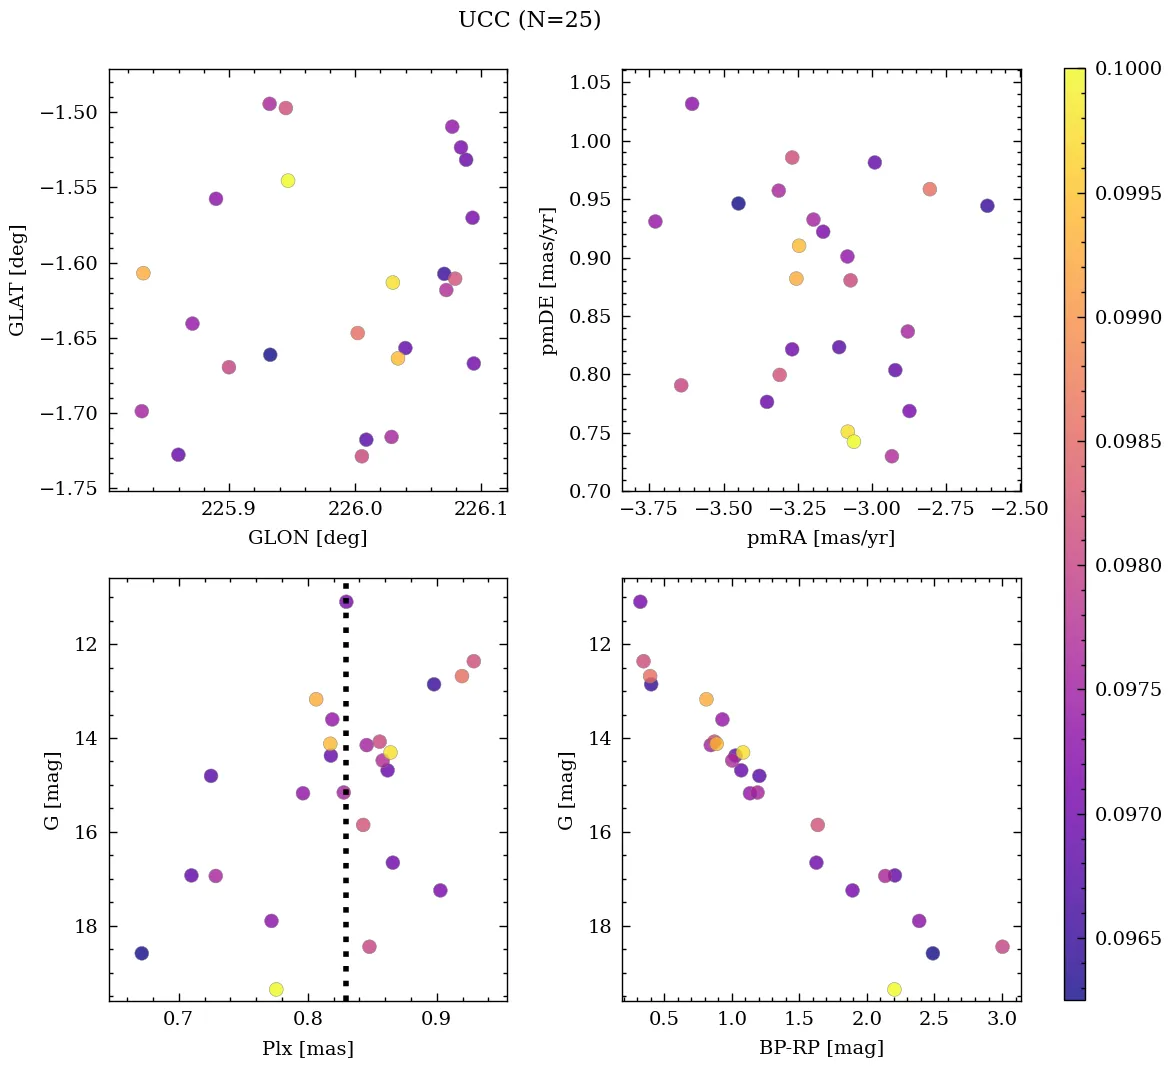 UCC (N=25)
−1.50
−1.55
−1.60
−1.65
−1.70
−1.75
GLAT [deg]
225.9 226.0 226.1
GLON [deg]
1.05
1.00
0.95
0.90
0.85
0.80
0.75
0.70
pmDE [mas/yr]
−3.75 −3.50 −3.25 −3.00 −2.75 −2.50
pmRA [mas/yr]
12
14
16
18
G [mag]
0.7 0.8 0.9
Plx [mas]
12
14
16
18
G [mag]
0.5 1.0 1.5 2.0 2.5 3.0
BP-RP [mag]
0.1000
0.0995
0.0990
0.0985
0.0980
0.0975
0.0970
0.0965